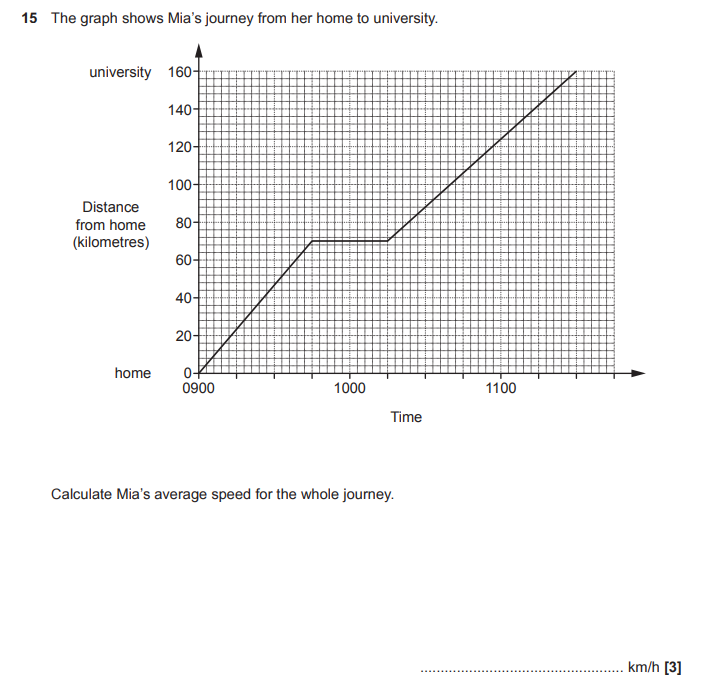 15 The graph shows Mia's journey from her home to university.
university 160
140
120
100
Distance
from home
(kilometres)
80
60
40
20
home 0
0900 1000 1100
Time
Calculate Mia's average speed for the whole journey.
.................................................. km/h [3]